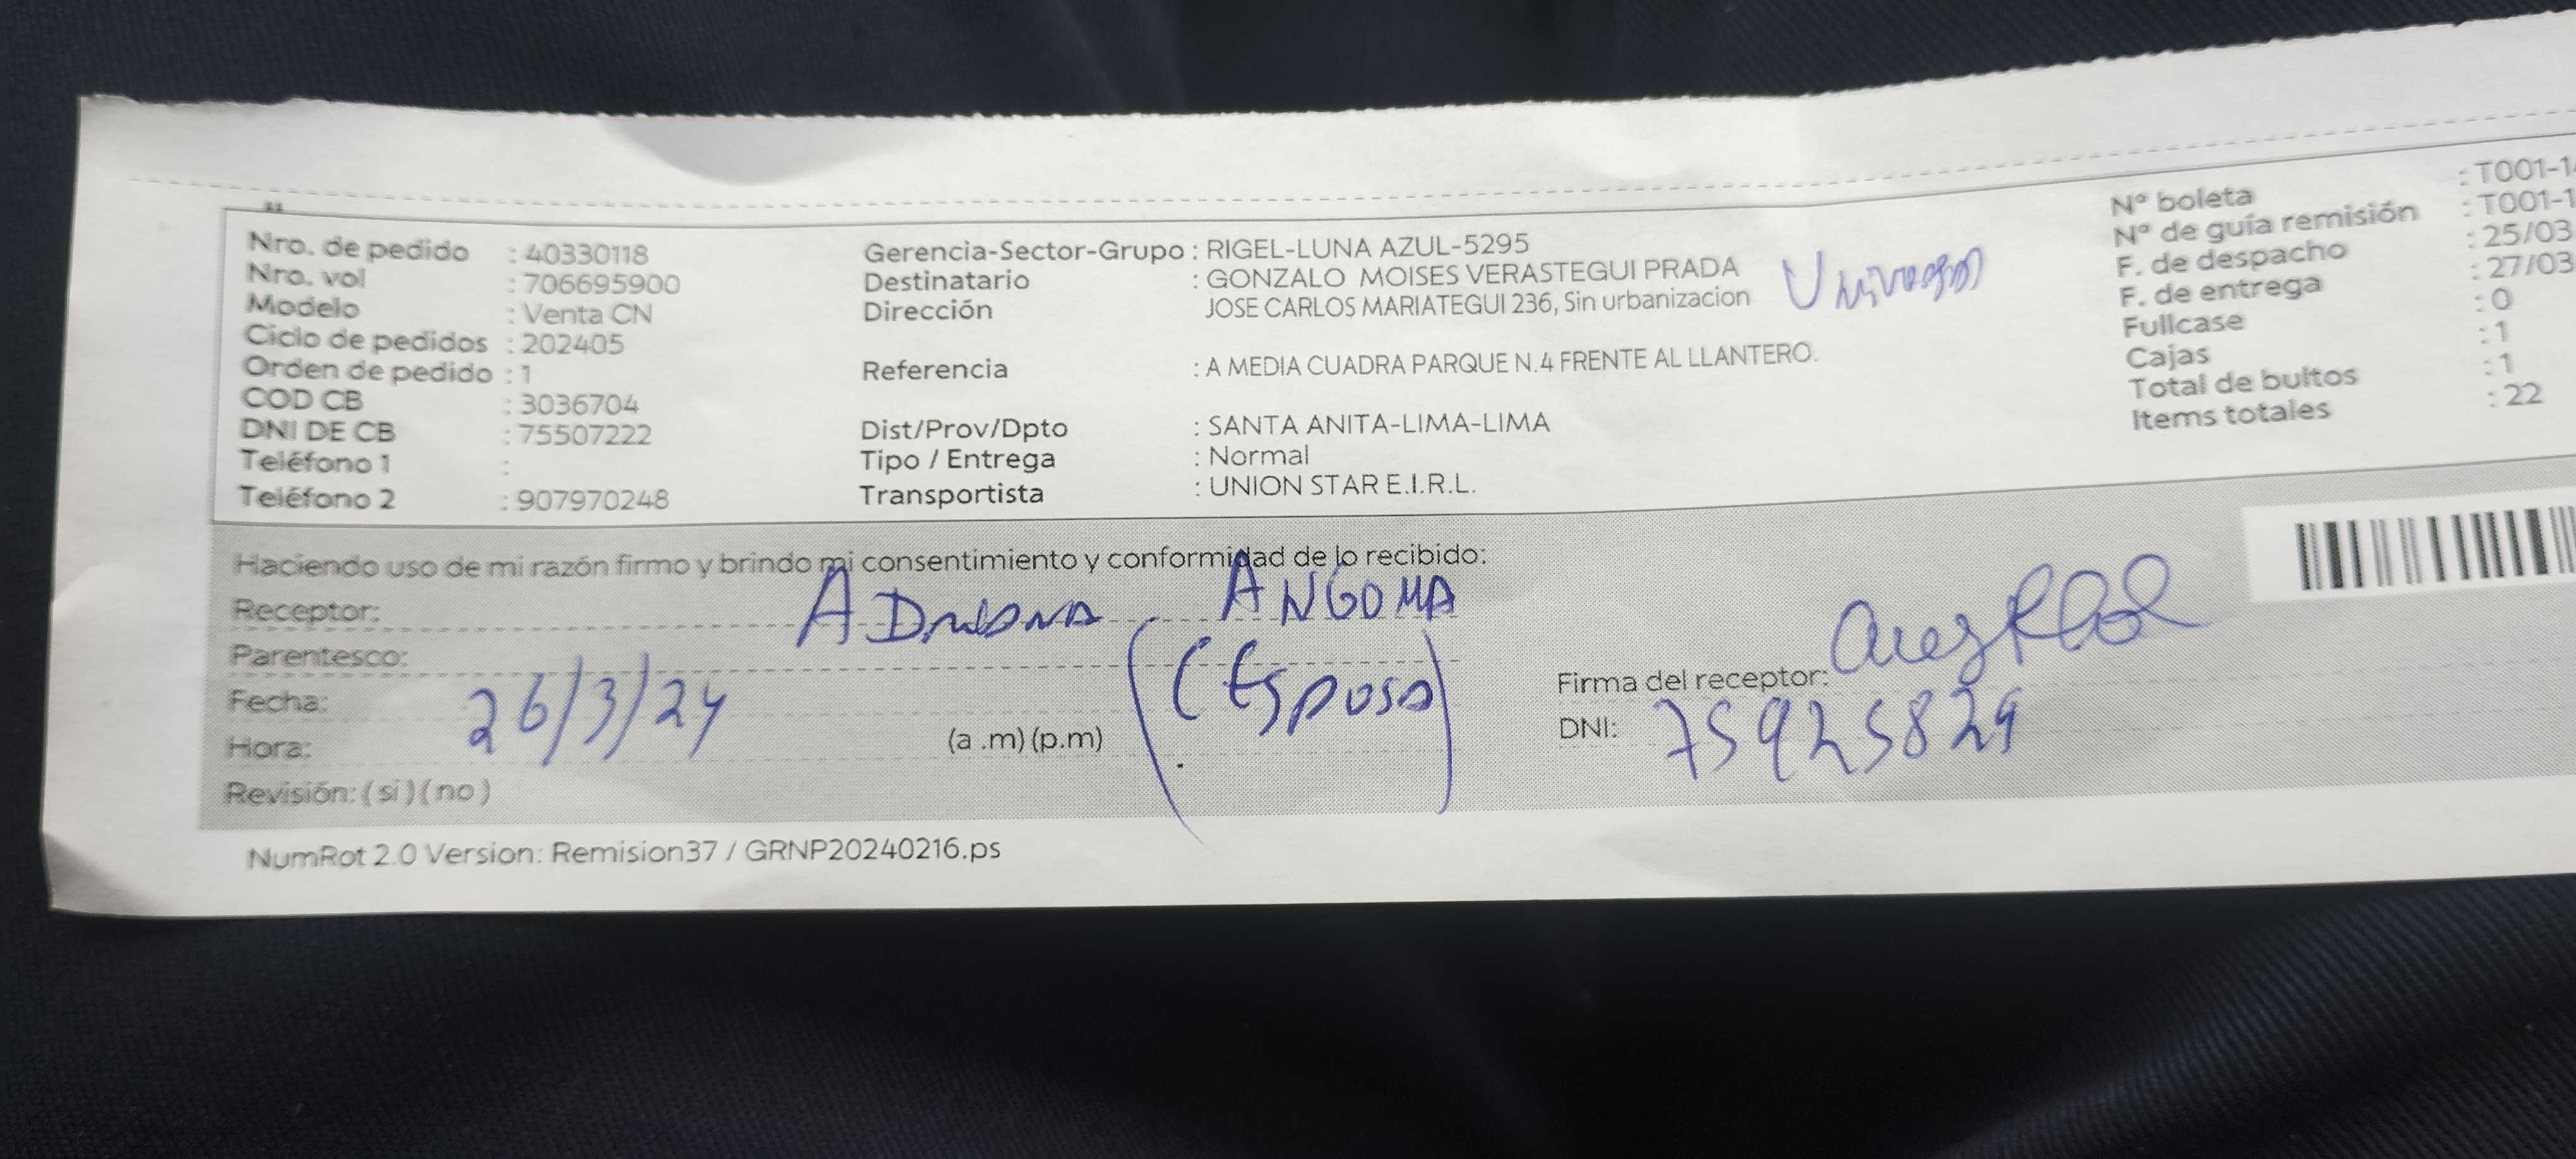 Nro. de pedido : 40330118
Nro. vol : 706695900
Modelo : Venta CN
Ciclo de pedidos : 202405
Orden de pedido : 1
COD CB : 3036704
DNI DE CB : 75507222
Teléfono 1 :
Teléfono 2 : 907970248
Gerencia-Sector-Grupo : RIGEL-LUNA AZUL-5295
Destinatario : GONZALO MOISES VERASTEGUI PRADA
Dirección JOSE CARLOS MARIATEGUI 236, Sin urbanizacion
Referencia : A MEDIA CUADRA PARQUE N.4 FRENTE AL LLANTERO.
Dist/Prov/Dpto : SANTA ANITA-LIMA-LIMA
Tipo / Entrega : Normal
Transportista : UNION STAR E.I.R.L.
Nº boleta : T001-1
Nº de guía remisión : T001-1
F. de despacho : 25/03
F. de entrega : 27/03
Fullcase : 0
Cajas : 1
Total de bultos : 1
Items totales : 22
Haciendo uso de mi razón firmo y brindo mi consentimiento y conformidad de lo recibido:
Receptor: ANGOMA
Parentesco: (Esposa)
Fecha: 26/3/24
Hora: (a .m) (p.m)
Revisión: ( si ) ( no )
Firma del receptor:
DNI: 75925829
NumRot 2.0 Version: Remision37 / GRNP20240216.ps